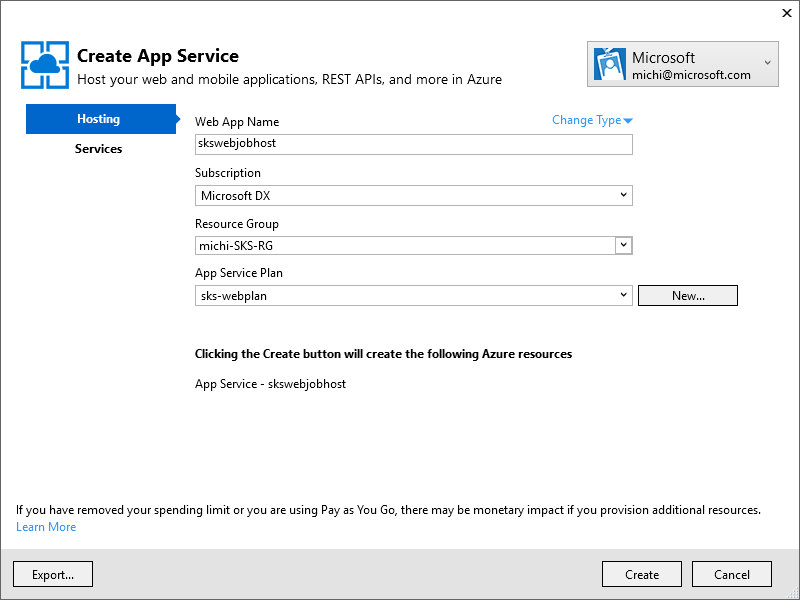 Create App Service
Host your web and mobile applications, REST APIs, and more in Azure
Microsoft
michi@microsoft.com
Hosting
Services
Web App Name
Change Type
skswebjobhost
Subscription
Microsoft DX
Resource Group
michi-SKS-RG
App Service Plan
sks-webplan
New...
Clicking the Create button will create the following Azure resources
App Service - skswebjobhost
If you have removed your spending limit or you are using Pay as You Go, there may be monetary impact if you provision additional resources.
Learn More
Export...
Create
Cancel